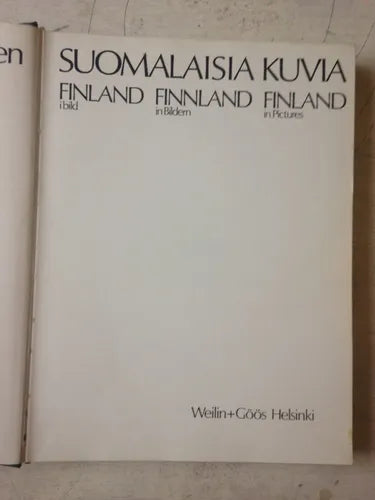 en
SUOMALAISIA KUVIA
FINLAND FINNLAND FINLAND
i bild in Bildern in Pictures
Weilin+Göös Helsinki